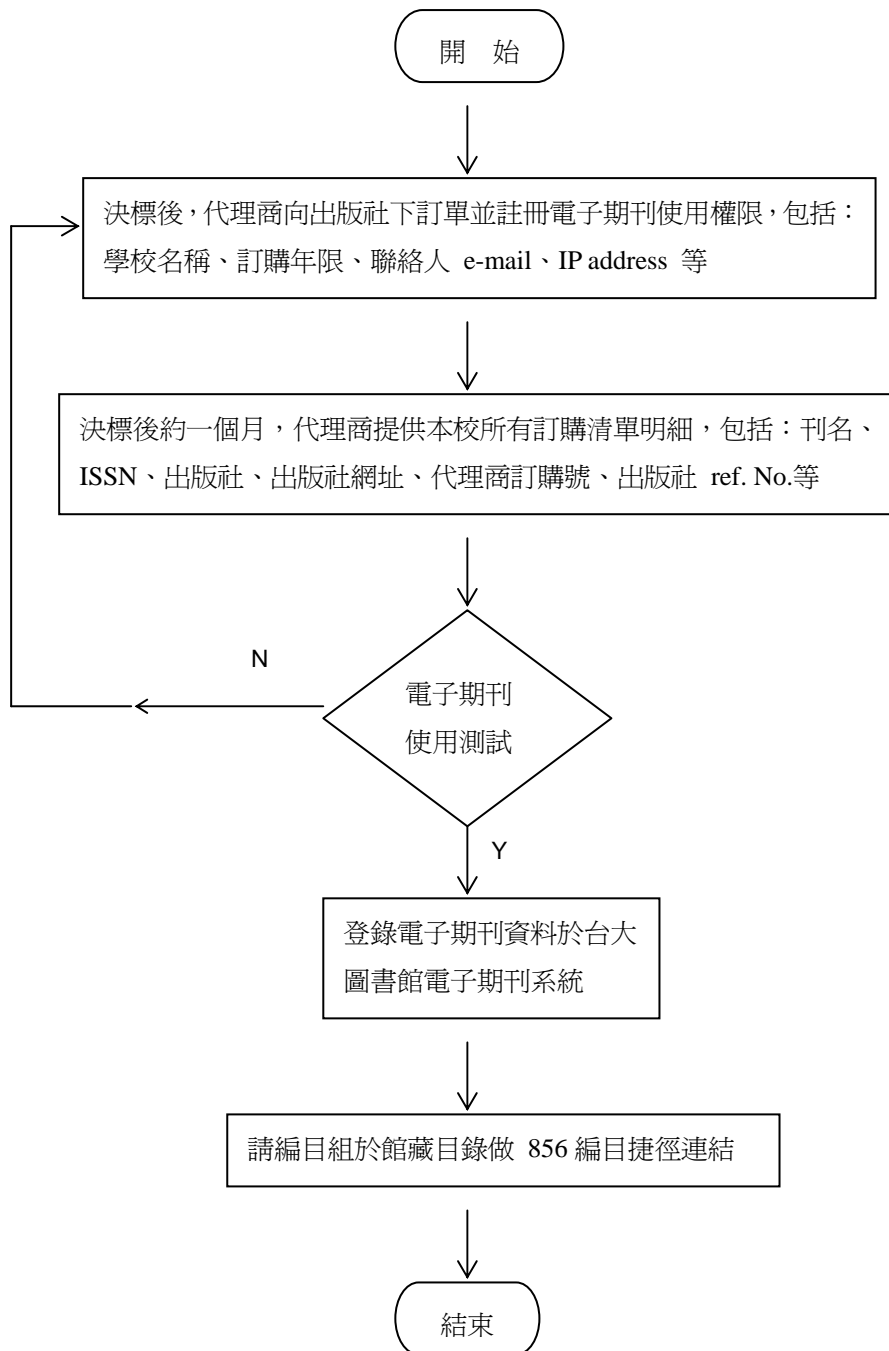 開 始
決標後，代理商向出版社下訂單並註冊電子期刊使用權限，包括：
學校名稱、訂購年限、聯絡人 e-mail、IP address 等
決標後約一個月，代理商提供本校所有訂購清單明細，包括：刊名、
ISSN、出版社、出版社網址、代理商訂購號、出版社 ref. No.等
N
電子期刊
使用測試
Y
登錄電子期刊資料於台大
圖書館電子期刊系統
請編目組於館藏目錄做 856 編目捷徑連結
結束